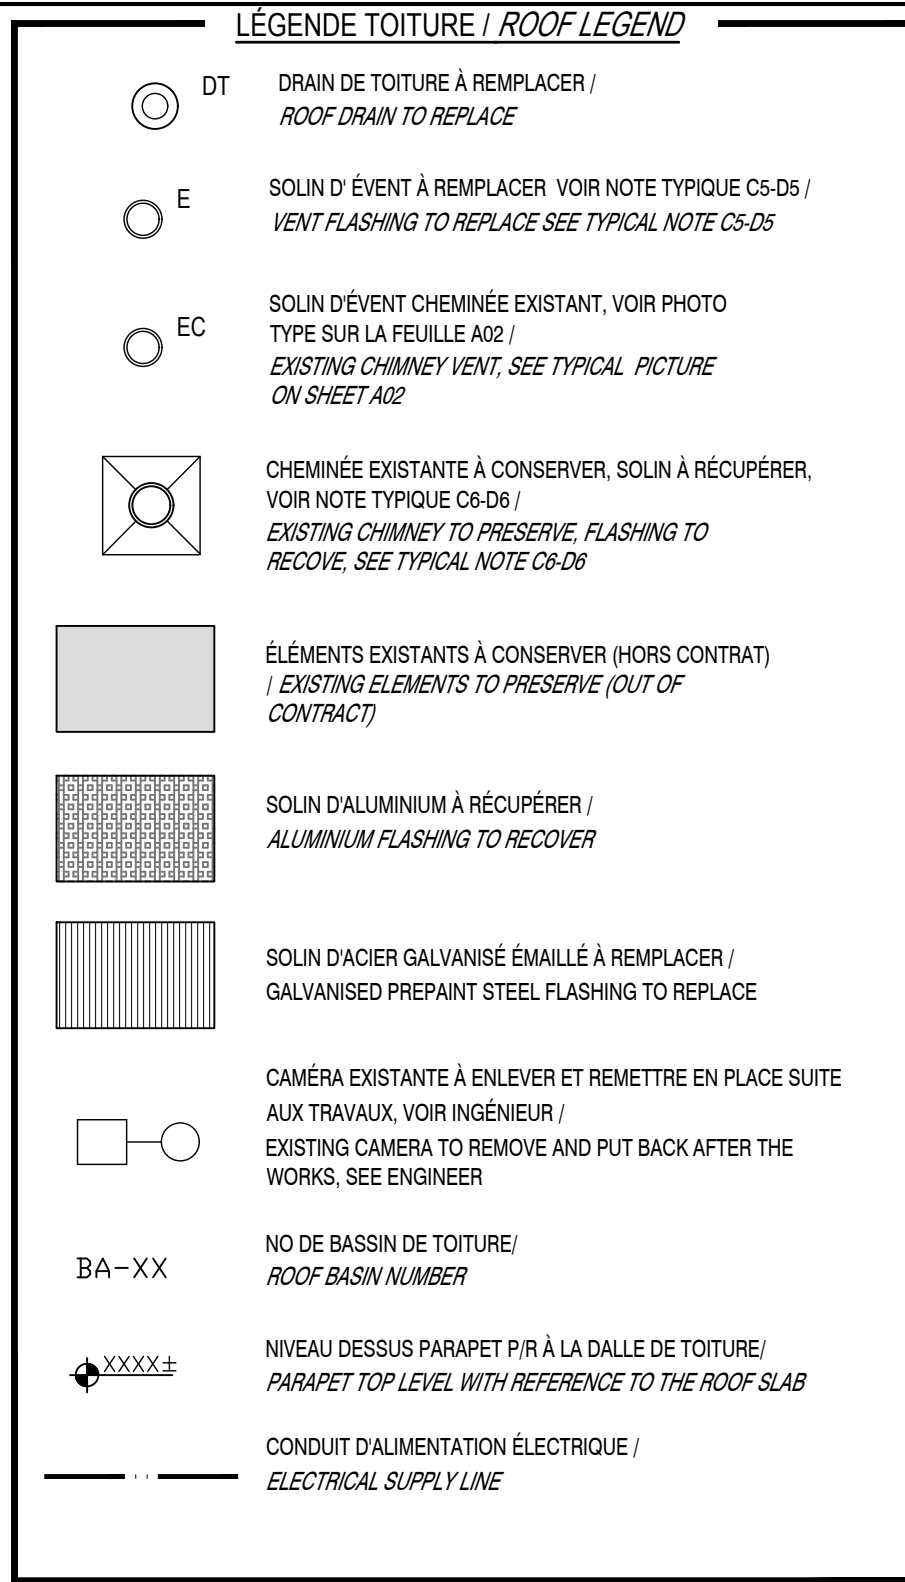 LÉGENDE TOITURE / ROOF LEGEND
DT
DRAIN DE TOITURE À REMPLACER /
ROOF DRAIN TO REPLACE
E
SOLIN D' ÉVENT À REMPLACER VOIR NOTE TYPIQUE C5-D5 /
VENT FLASHING TO REPLACE SEE TYPICAL NOTE C5-D5
EC
SOLIN D'ÉVENT CHEMINÉE EXISTANT, VOIR PHOTO
TYPE SUR LA FEUILLE A02 /
EXISTING CHIMNEY VENT, SEE TYPICAL PICTURE
ON SHEET A02
CHEMINÉE EXISTANTE À CONSERVER, SOLIN À RÉCUPÉRER,
VOIR NOTE TYPIQUE C6-D6 /
EXISTING CHIMNEY TO PRESERVE, FLASHING TO
RECOVE, SEE TYPICAL NOTE C6-D6
ÉLÉMENTS EXISTANTS À CONSERVER (HORS CONTRAT)
/ EXISTING ELEMENTS TO PRESERVE (OUT OF
CONTRACT)
SOLIN D'ALUMINIUM À RÉCUPÉRER /
ALUMINIUM FLASHING TO RECOVER
SOLIN D'ACIER GALVANISÉ ÉMAILLÉ À REMPLACER /
GALVANISED PREPAINT STEEL FLASHING TO REPLACE
CAMÉRA EXISTANTE À ENLEVER ET REMETTRE EN PLACE SUITE
AUX TRAVAUX, VOIR INGÉNIEUR /
EXISTING CAMERA TO REMOVE AND PUT BACK AFTER THE
WORKS, SEE ENGINEER
BA-XX
NO DE BASSIN DE TOITURE/
ROOF BASIN NUMBER
XXXX±
NIVEAU DESSUS PARAPET P/R À LA DALLE DE TOITURE/
PARAPET TOP LEVEL WITH REFERENCE TO THE ROOF SLAB
CONDUIT D'ALIMENTATION ÉLECTRIQUE /
ELECTRICAL SUPPLY LINE